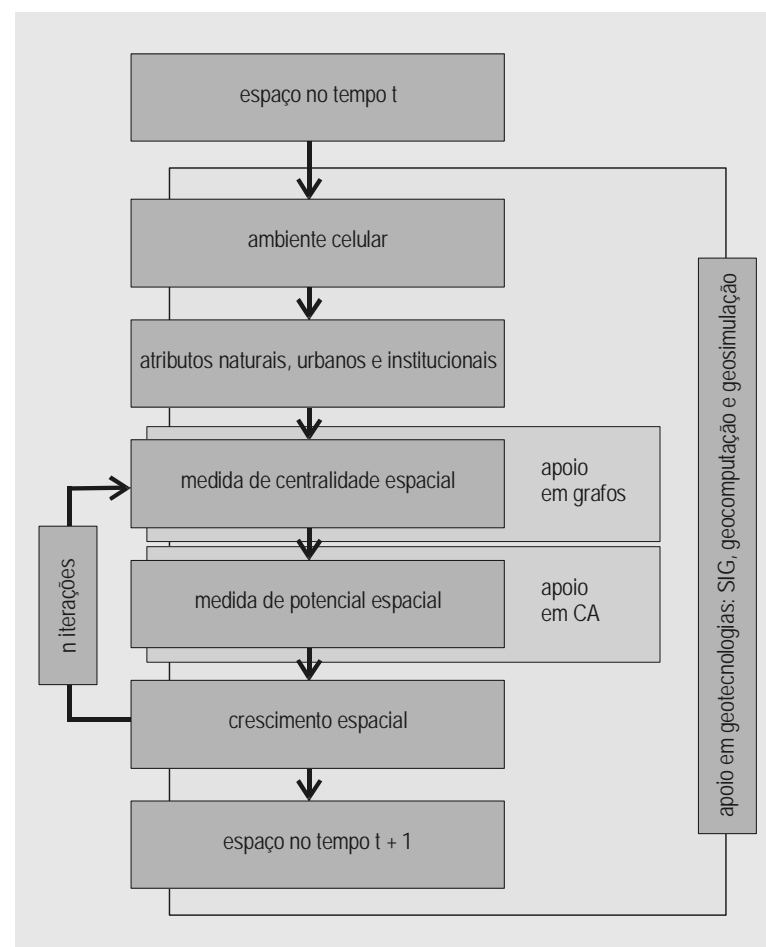 espaço no tempo t
ambiente celular
atributos naturais, urbanos e institucionais
medida de centralidade espacial
apoio
em grafos
medida de potencial espacial
apoio
em CA
n iterações
crescimento espacial
espaço no tempo t + 1
apoio em geotecnologias: SIG, geocomputação e geosimulação